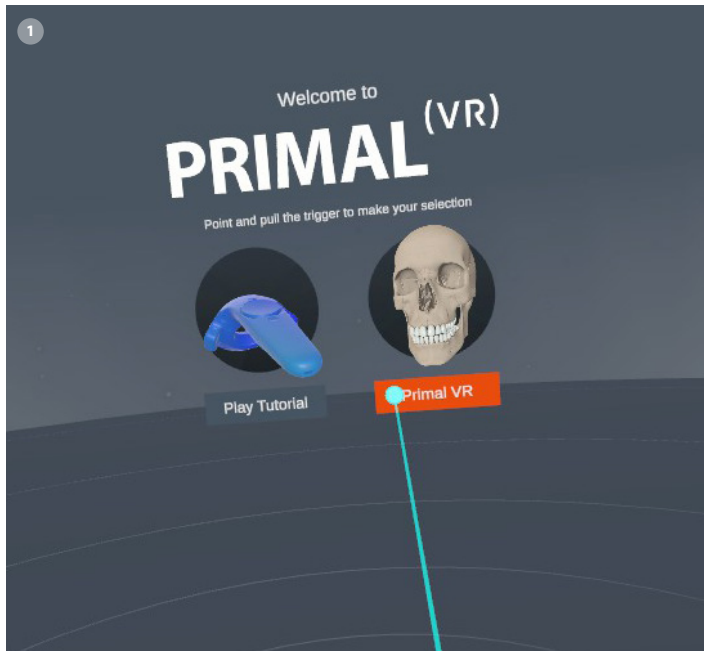 1
Welcome to
PRIMAL (VR)
Point and pull the trigger to make your selection
Play Tutorial
Primal VR